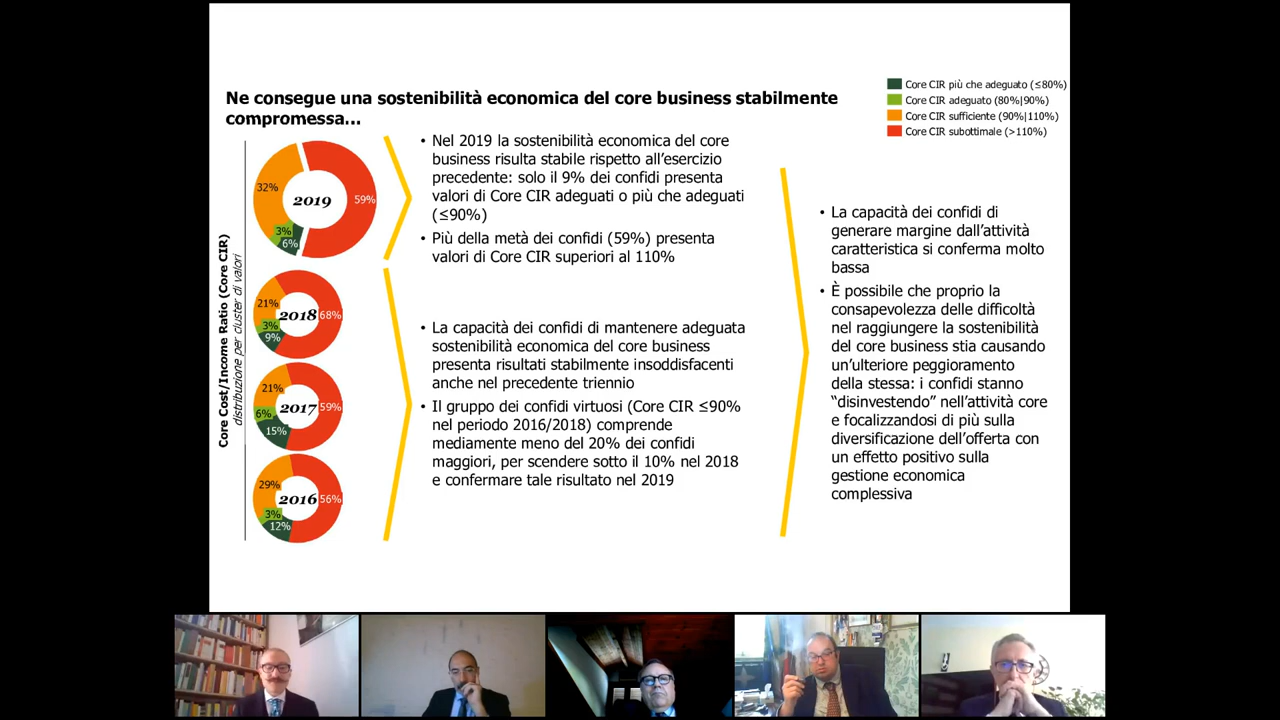 Ne consegue una sostenibilità economica del core business stabilmente
compromessa…
Core CIR più che adeguato (≤80%)
Core CIR adeguato (80%|90%)
Core CIR sufficiente (90%|110%)
Core CIR subottimale (>110%)
Core Cost/Income Ratio (Core CIR)
distribuzione per cluster di valori
32%
59%
2019
3%
6%
21%
68%
2018
3%
9%
21%
59%
2017
6%
15%
29%
56%
2016
3%
12%
• Nel 2019 la sostenibilità economica del core
business risulta stabile rispetto all’esercizio
precedente: solo il 9% dei confidi presenta
valori di Core CIR adeguati o più che adeguati
(≤90%)
• Più della metà dei confidi (59%) presenta
valori di Core CIR superiori al 110%
• La capacità dei confidi di mantenere adeguata
sostenibilità economica del core business
presenta risultati stabilmente insoddisfacenti
anche nel precedente triennio
• Il gruppo dei confidi virtuosi (Core CIR ≤90%
nel periodo 2016/2018) comprende
mediamente meno del 20% dei confidi
maggiori, per scendere sotto il 10% nel 2018
e confermare tale risultato nel 2019
• La capacità dei confidi di
generare margine dall’attività
caratteristica si conferma molto
bassa
• È possibile che proprio la
consapevolezza delle difficoltà
nel raggiungere la sostenibilità
del core business stia causando
un’ulteriore peggioramento
della stessa: i confidi stanno
“disinvestendo” nell’attività core
e focalizzandosi di più sulla
diversificazione dell’offerta con
un effetto positivo sulla
gestione economica
complessiva